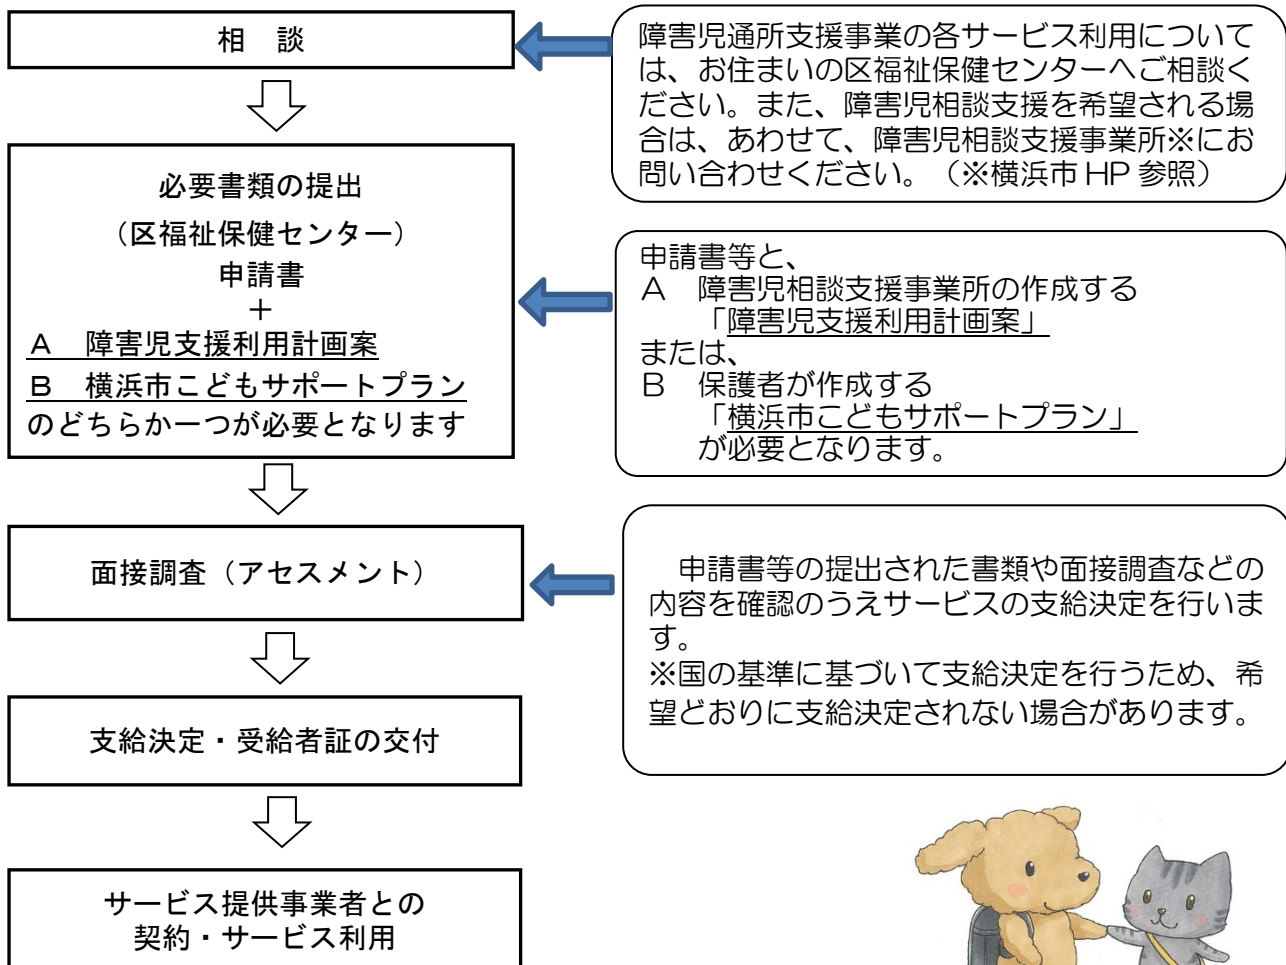 相　談
障害児通所支援事業の各サービス利用について
は、お住まいの区福祉保健センターへご相談く
ださい。また、障害児相談支援を希望される場
合は、あわせて、障害児相談支援事業所※にお
問い合わせください。（※横浜市 HP 参照）
必要書類の提出
（区福祉保健センター）
申請書
＋
Ａ　障害児支援利用計画案
Ｂ　横浜市こどもサポートプラン
のどちらか一つが必要となります
申請書等と、
Ａ　障害児相談支援事業所の作成する
「障害児支援利用計画案」
または、
Ｂ　保護者が作成する
「横浜市こどもサポートプラン」
が必要となります。
面接調査（アセスメント）
申請書等の提出された書類や面接調査などの
内容を確認のうえサービスの支給決定を行いま
す。
※国の基準に基づいて支給決定を行うため、希
望どおりに支給決定されない場合があります。
支給決定・受給者証の交付
サービス提供事業者との
契約・サービス利用